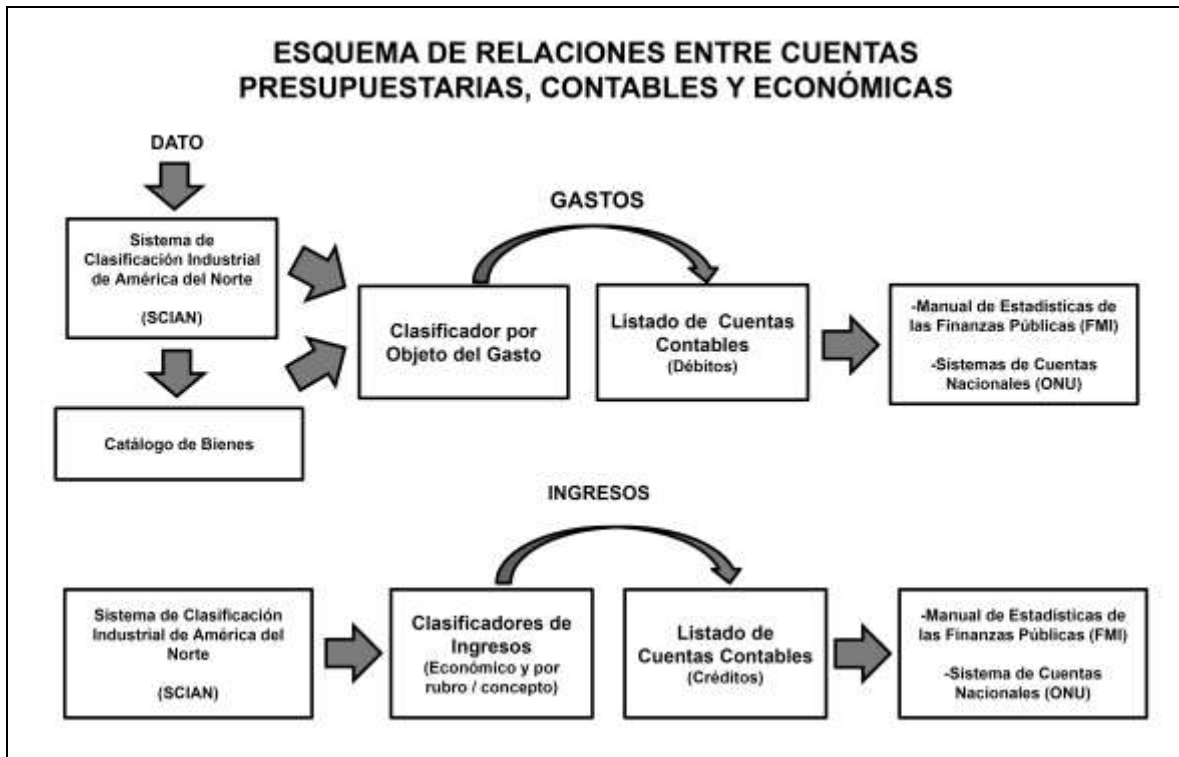 ESQUEMA DE RELACIONES ENTRE CUENTAS
PRESUPUESTARIAS, CONTABLES Y ECONÓMICAS
DATO
GASTOS
Sistema de
Clasificación Industrial
de América del Norte
(SCIAN)
Clasificador por
Objeto del Gasto
Listado de Cuentas
Contables
(Débitos)
-Manual de Estadísticas de
las Finanzas Públicas (FMI)
-Sistemas de Cuentas
Nacionales (ONU)
Catálogo de Bienes
INGRESOS
Sistema de Clasificación
Industrial de América del
Norte
(SCIAN)
Clasificadores de
Ingresos
(Económico y por
rubro / concepto)
Listado de
Cuentas Contables
(Créditos)
-Manual de Estadísticas de
las Finanzas Públicas (FMI)
-Sistema de Cuentas
Nacionales (ONU)